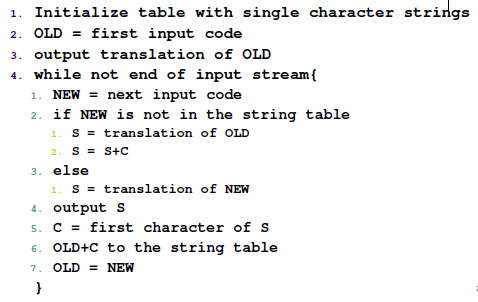 1. Initialize table with single character strings
2. OLD = first input code
3. output translation of OLD
4. while not end of input stream{
1. NEW = next input code
2. if NEW is not in the string table
1. S = translation of OLD
2. S = S+C
3. else
1. S = translation of NEW
4. output S
5. C = first character of S
6. OLD+C to the string table
7. OLD = NEW
}